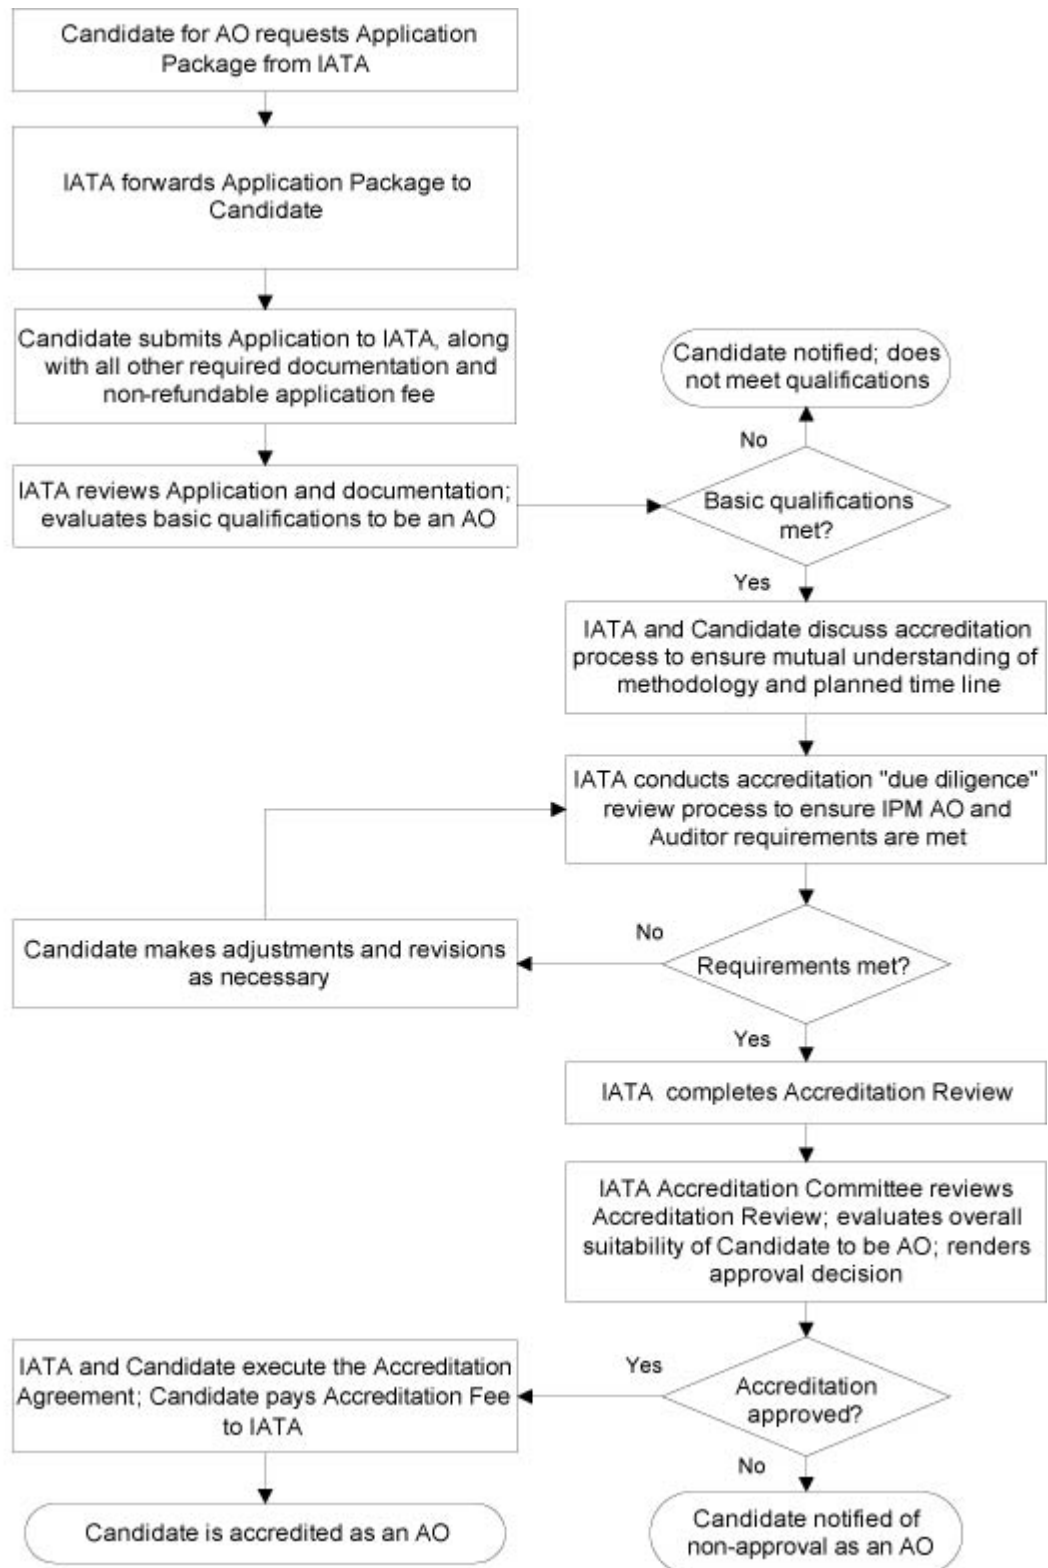 Candidate for AO requests Application
Package from IATA
IATA forwards Application Package to
Candidate
Candidate submits Application to IATA, along
with all other required documentation and
non-refundable application fee
IATA reviews Application and documentation;
evaluates basic qualifications to be an AO
Candidate notified; does
not meet qualifications
No
Basic qualifications
met?
Yes
IATA and Candidate discuss accreditation
process to ensure mutual understanding of
methodology and planned time line
IATA conducts accreditation "due diligence"
review process to ensure IPM AO and
Auditor requirements are met
Candidate makes adjustments and revisions
as necessary
No
Requirements met?
Yes
IATA completes Accreditation Review
IATA Accreditation Committee reviews
Accreditation Review; evaluates overall
suitability of Candidate to be AO; renders
approval decision
IATA and Candidate execute the Accreditation
Agreement; Candidate pays Accreditation Fee
to IATA
Yes
Accreditation
approved?
No
Candidate is accredited as an AO
Candidate notified of
non-approval as an AO